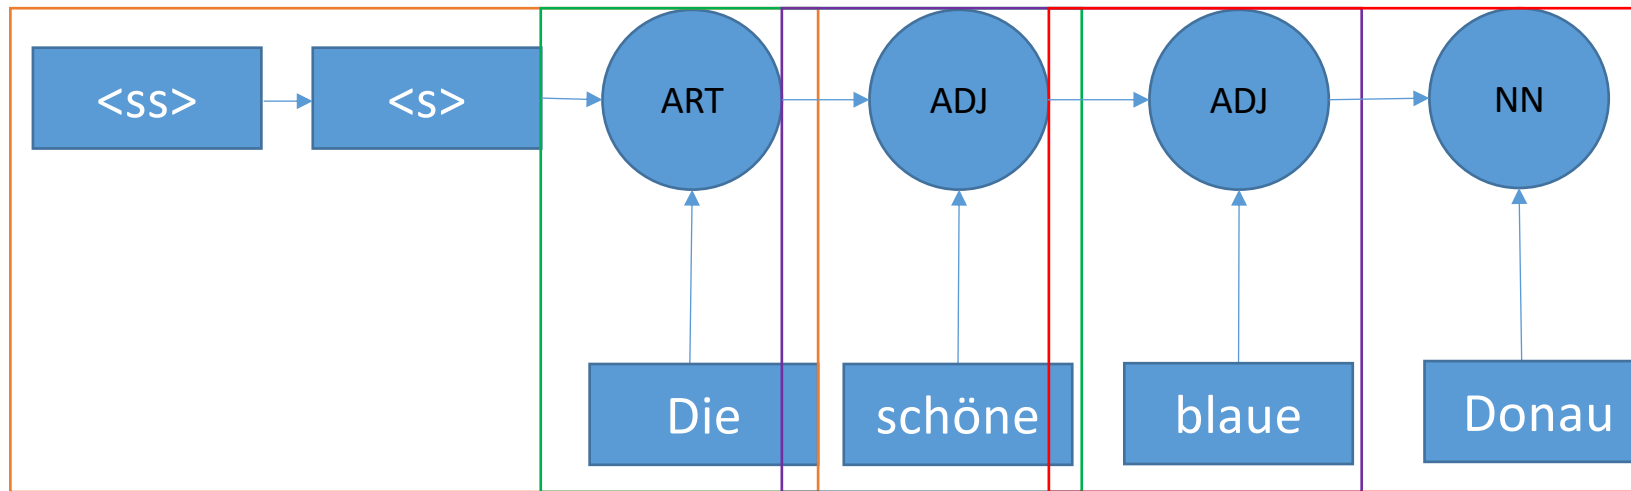 <ss> <s> ART ADJ ADJ NN
Die schöne blaue Donau